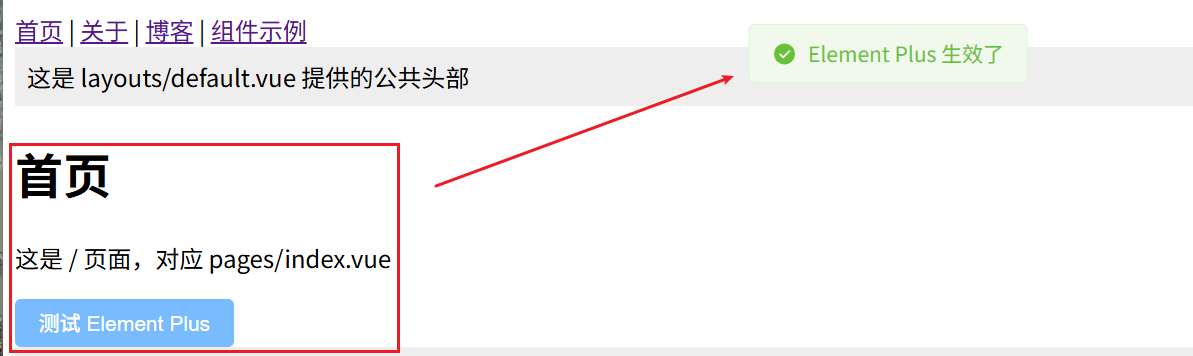 首页 | 关于 | 博客 | 组件示例
Element Plus 生效了
这是 layouts/default.vue 提供的公共头部
首页
这是 / 页面，对应 pages/index.vue
测试 Element Plus